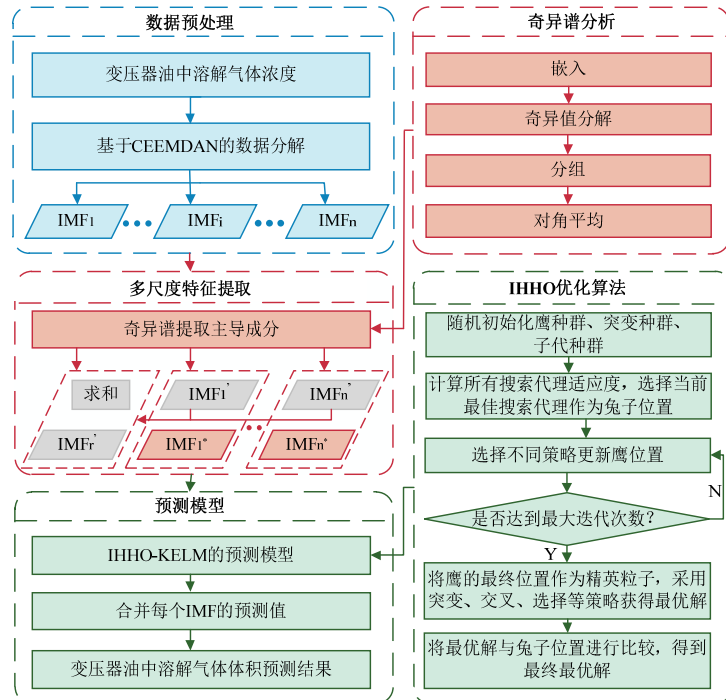 数据预处理
变压器油中溶解气体浓度
基于CEEMDAN的数据分解
IMF1
IMFi
IMFn
奇异谱分析
嵌入
奇异值分解
分组
对角平均
多尺度特征提取
奇异谱提取主导成分
求和
IMF1’
IMFn’
IMFr’
IMF1*
IMFn*
IHHO优化算法
随机初始化鹰种群、突变种群、
子代种群
计算所有搜索代理适应度，选择当前
最佳搜索代理作为兔子位置
选择不同策略更新鹰位置
N
是否达到最大迭代次数？
Y
将鹰的最终位置作为精英粒子，采用
突变、交叉、选择等策略获得最优解
将最优解与兔子位置进行比较，得到
最终最优解
预测模型
IHHO-KELM的预测模型
合并每个IMF的预测值
变压器油中溶解气体体积预测结果